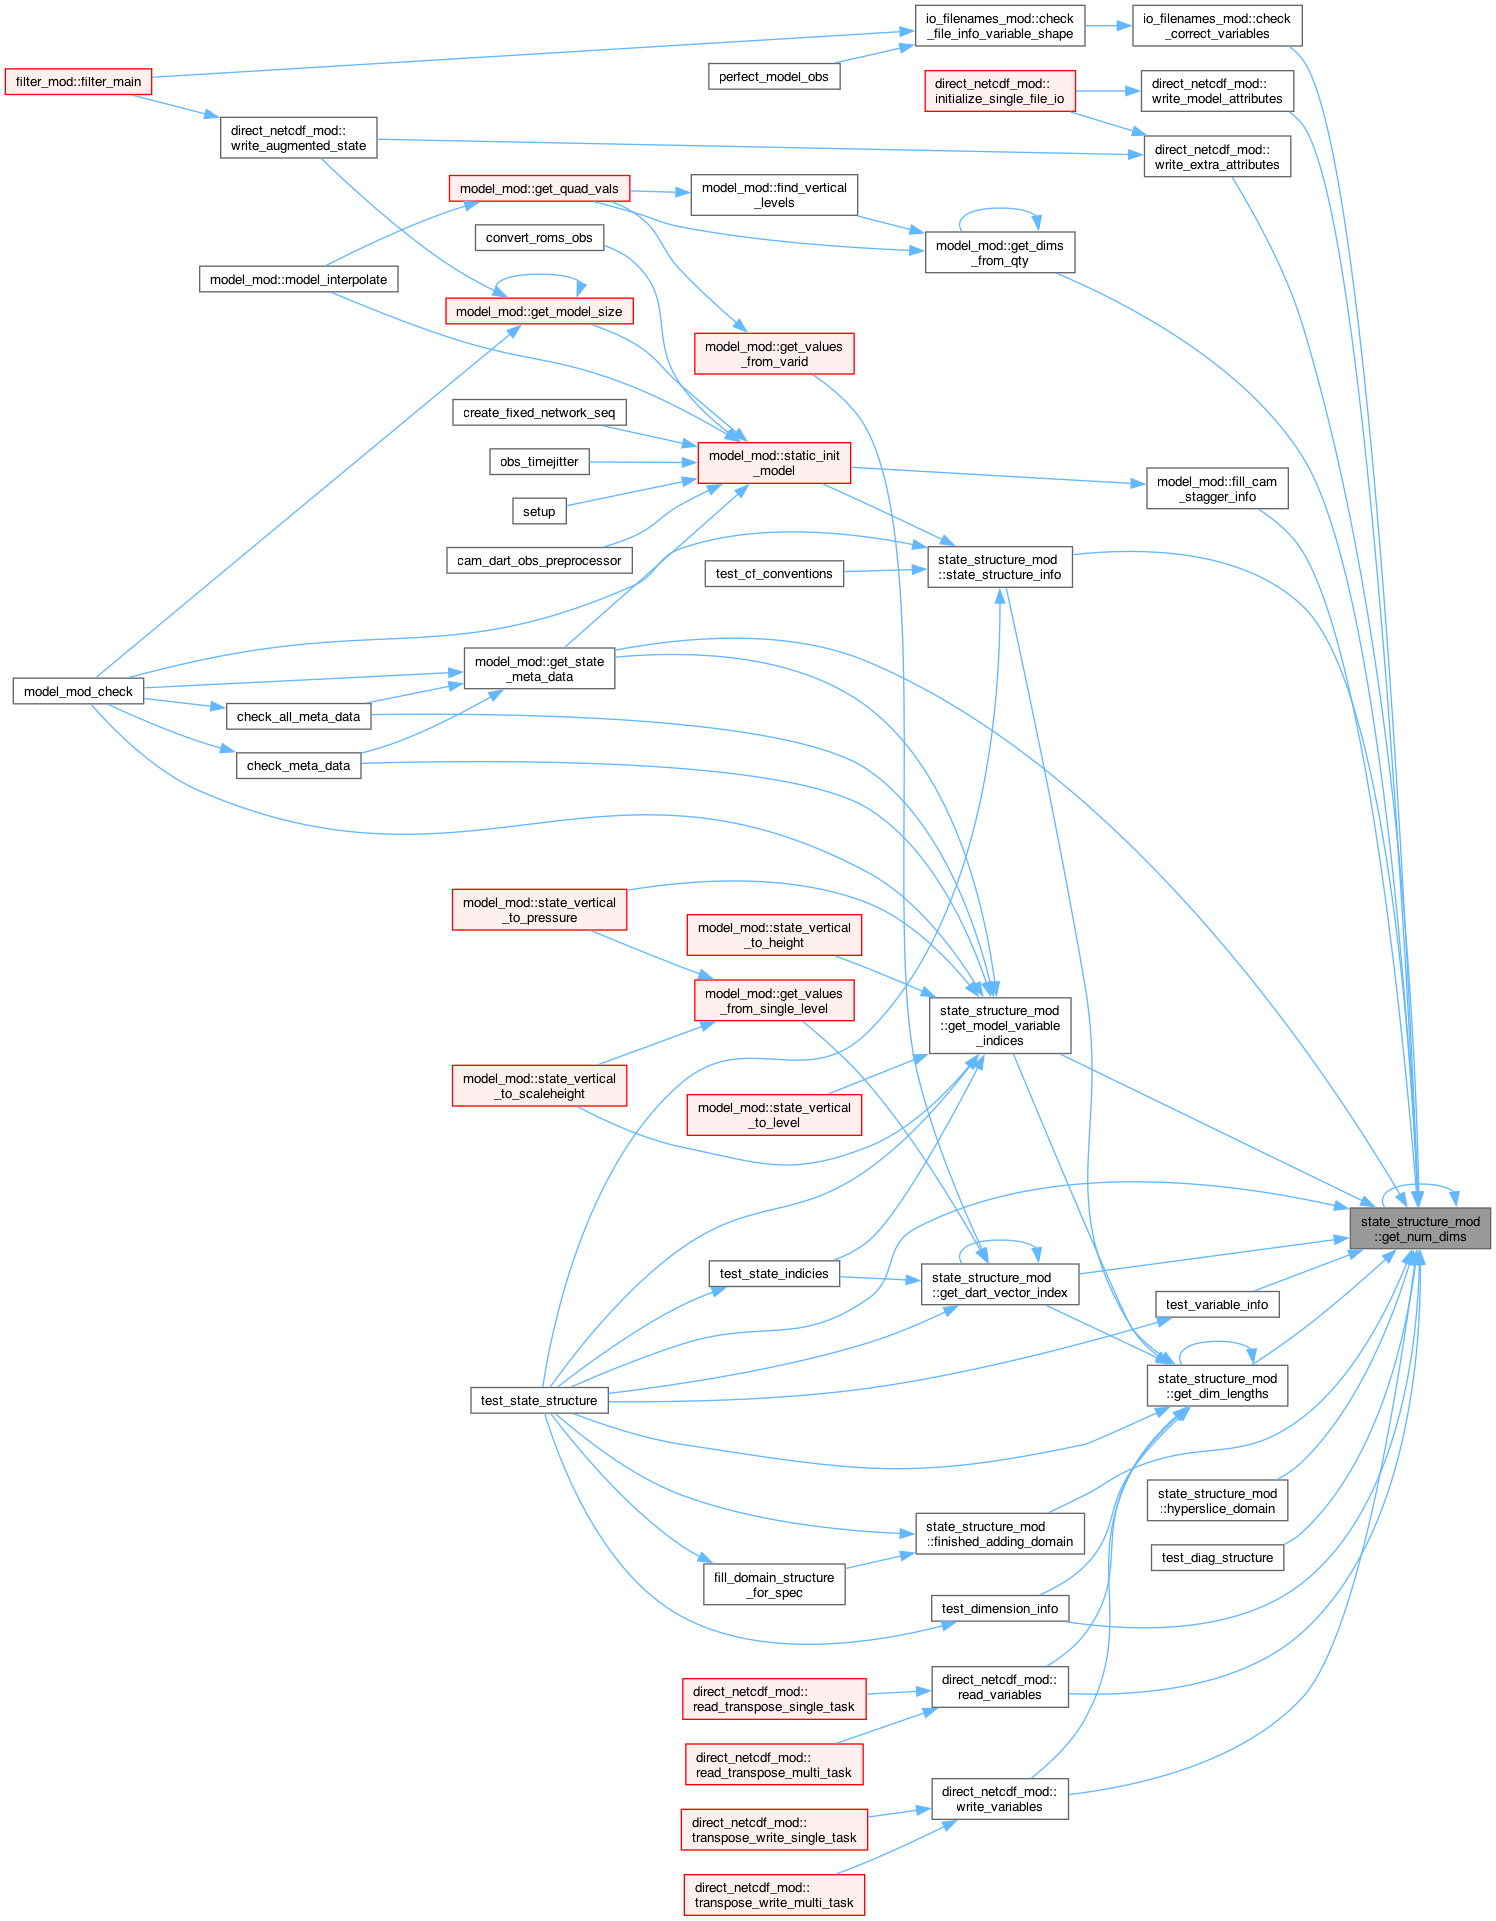 io_filenames_mod::check
_file_info_variable_shape
io_filenames_mod::check
_correct_variables
filter_mod::filter_main
perfect_model_obs
direct_netcdf_mod::
initialize_single_file_io
direct_netcdf_mod::
write_model_attributes
direct_netcdf_mod::
write_augmented_state
direct_netcdf_mod::
write_extra_attributes
model_mod::get_quad_vals
model_mod::find_vertical
_levels
convert_roms_obs
model_mod::get_dims
_from_qty
model_mod::model_interpolate
model_mod::get_model_size
model_mod::get_values
_from_varid
create_fixed_network_seq
obs_timejitter
model_mod::static_init
_model
setup
model_mod::fill_cam
_stagger_info
cam_dart_obs_preprocessor
test_cf_conventions
state_structure_mod
::state_structure_info
model_mod::get_state
_meta_data
model_mod_check
check_all_meta_data
check_meta_data
model_mod::state_vertical
_to_pressure
model_mod::state_vertical
_to_height
model_mod::get_values
_from_single_level
state_structure_mod
::get_model_variable
_indices
model_mod::state_vertical
_to_scaleheight
model_mod::state_vertical
_to_level
state_structure_mod
::get_num_dims
test_state_indicies
state_structure_mod
::get_dart_vector_index
test_variable_info
test_state_structure
state_structure_mod
::get_dim_lengths
state_structure_mod
::hyperslice_domain
state_structure_mod
::finished_adding_domain
test_diag_structure
fill_domain_structure
_for_spec
test_dimension_info
direct_netcdf_mod::
read_transpose_single_task
direct_netcdf_mod::
read_variables
direct_netcdf_mod::
read_transpose_multi_task
direct_netcdf_mod::
write_variables
direct_netcdf_mod::
transpose_write_single_task
direct_netcdf_mod::
transpose_write_multi_task